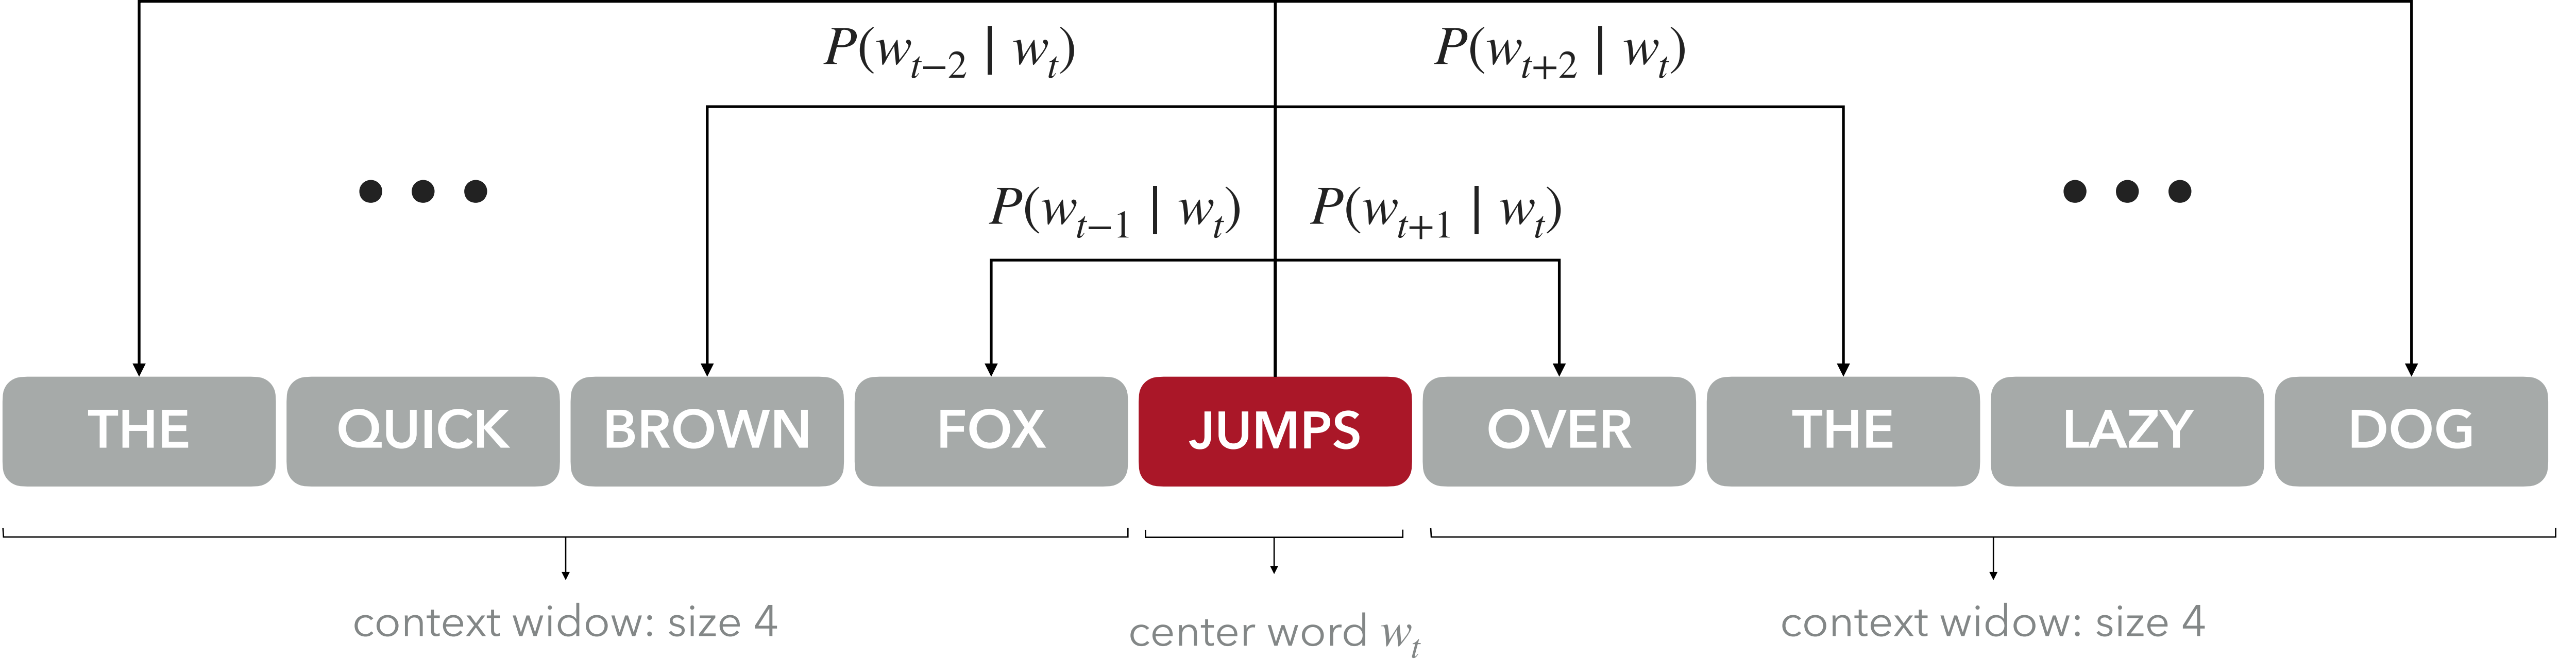 P(w_{t−2} | w_t) P(w_{t+2} | w_t)
• • • • • •
P(w_{t−1} | w_t) P(w_{t+1} | w_t)
THE QUICK BROWN FOX JUMPS OVER THE LAZY DOG
context widow: size 4 center word w_t context widow: size 4